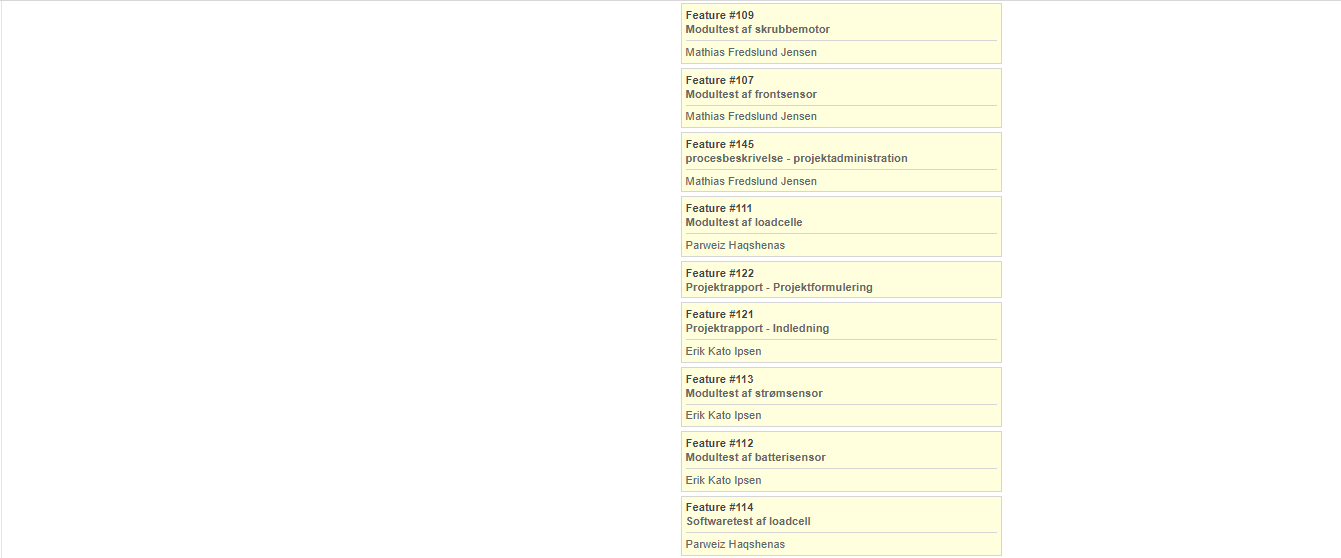 Feature #109
Modultest af skrubbemotor
Mathias Fredslund Jensen
Feature #107
Modultest af frontsensor
Mathias Fredslund Jensen
Feature #145
procesbeskrivelse - projektadministration
Mathias Fredslund Jensen
Feature #111
Modultest af loadcelle
Parweiz Haqshenas
Feature #122
Projektrapport - Projektformulering
Feature #121
Projektrapport - Indledning
Erik Kato Ipsen
Feature #113
Modultest af strømsensor
Erik Kato Ipsen
Feature #112
Modultest af batterisensor
Erik Kato Ipsen
Feature #114
Softwaretest af loadcell
Parweiz Haqshenas